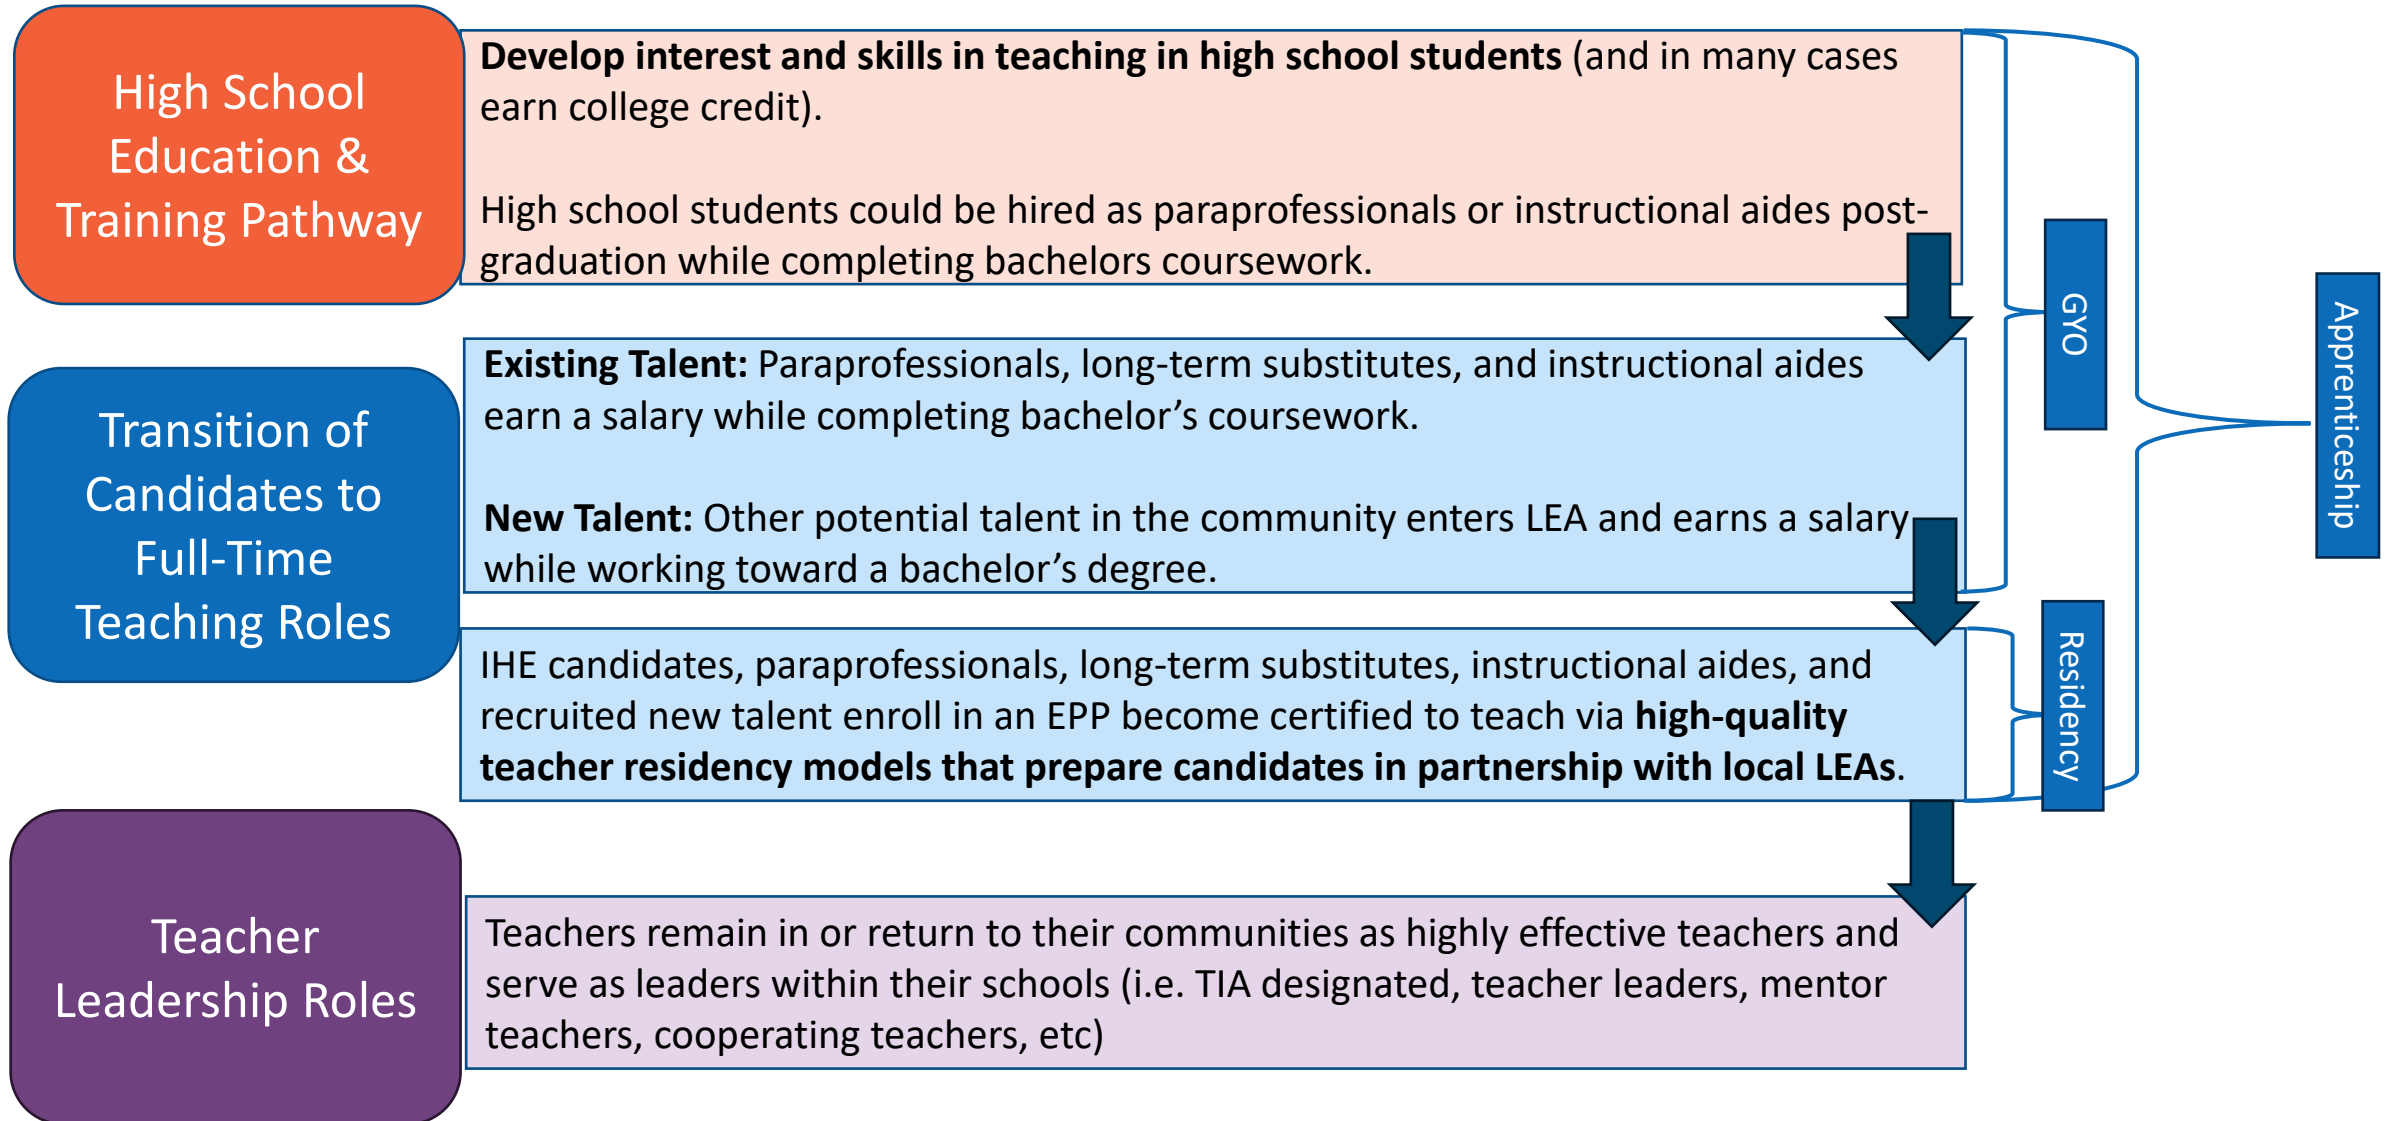 High School
Education &
Training Pathway
Develop interest and skills in teaching in high school students (and in many cases
earn college credit).
High school students could be hired as paraprofessionals or instructional aides post-
graduation while completing bachelors coursework.
Transition of
Candidates to
Full-Time
Teaching Roles
Existing Talent: Paraprofessionals, long-term substitutes, and instructional aides
earn a salary while completing bachelor’s coursework.
New Talent: Other potential talent in the community enters LEA and earns a salary
while working toward a bachelor’s degree.
IHE candidates, paraprofessionals, long-term substitutes, instructional aides, and
recruited new talent enroll in an EPP become certified to teach via high-quality
teacher residency models that prepare candidates in partnership with local LEAs.
Teacher
Leadership Roles
Teachers remain in or return to their communities as highly effective teachers and
serve as leaders within their schools (i.e. TIA designated, teacher leaders, mentor
teachers, cooperating teachers, etc)
GYO
Residency
Apprenticeship